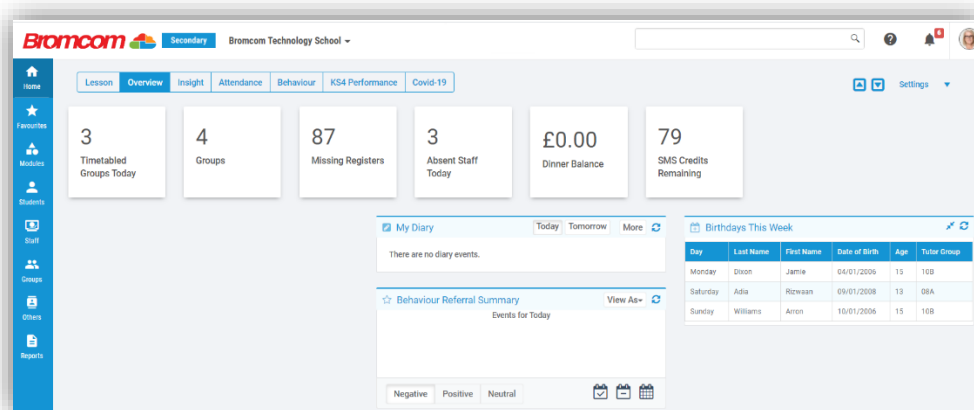 Bromcom Secondary Bromcom Technology School
6
Home
Favourites
Modules
Students
Staff
Groups
Others
Reports
Lesson Overview Insight Attendance Behaviour KS4 Performance Covid-19
Settings
3
Timetabled
Groups Today
4
Groups
87
Missing Registers
3
Absent Staff
Today
£0.00
Dinner Balance
79
SMS Credits
Remaining
My Diary Today Tomorrow More
There are no diary events.
Behaviour Referral Summary View As
Events for Today
Negative Positive Neutral
Birthdays This Week
Day Last Name First Name Date of Birth Age Tutor Group
Monday Dixon Jamie 04/01/2006 15 10B
Saturday Adia Rizwaan 09/01/2008 13 08A
Sunday Williams Arron 10/01/2006 15 10B